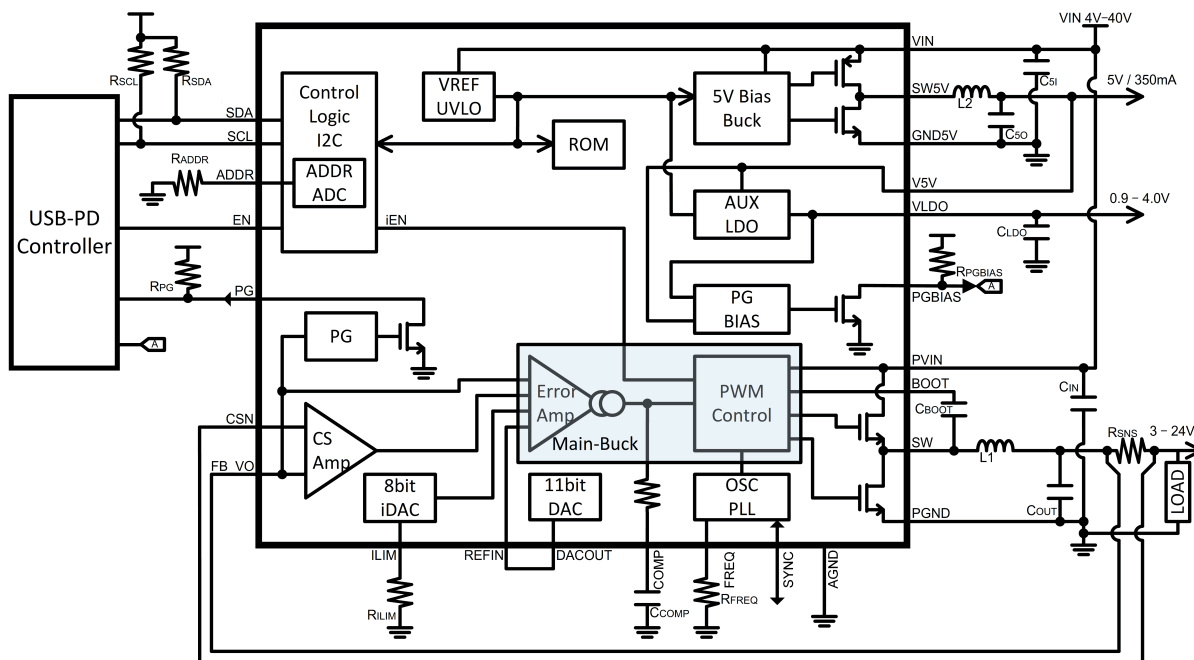 VIN 4V–40V
VIN
RSCL
RSDA
Control
Logic
I2C
VREF
UVLO
5V Bias
Buck
C5I
5V / 350mA
SW5V
L2
C5O
SDA
SCL
ROM
GND5V
RADDR
ADDR
ADDR
ADC
V5V
USB-PD
Controller
AUX
LDO
VLDO
0.9 – 4.0V
EN
iEN
CLDO
RPG
PG
PG
BIAS
RPGBIAS
PGBIAS
A
PG
A
PVIN
Error
Amp
PWM
Control
BOOT
CIN
CBOOT
CSN
CS
Amp
Main-Buck
SW
L1
RSNS
3 – 24V
FB_VO
8bit
iDAC
11bit
DAC
OSC
PLL
COUT
LOAD
PGND
ILIM
REFIN
DACOUT
COMP
FREQ
SYNC
AGND
RILIM
CCOMP
RFREQ